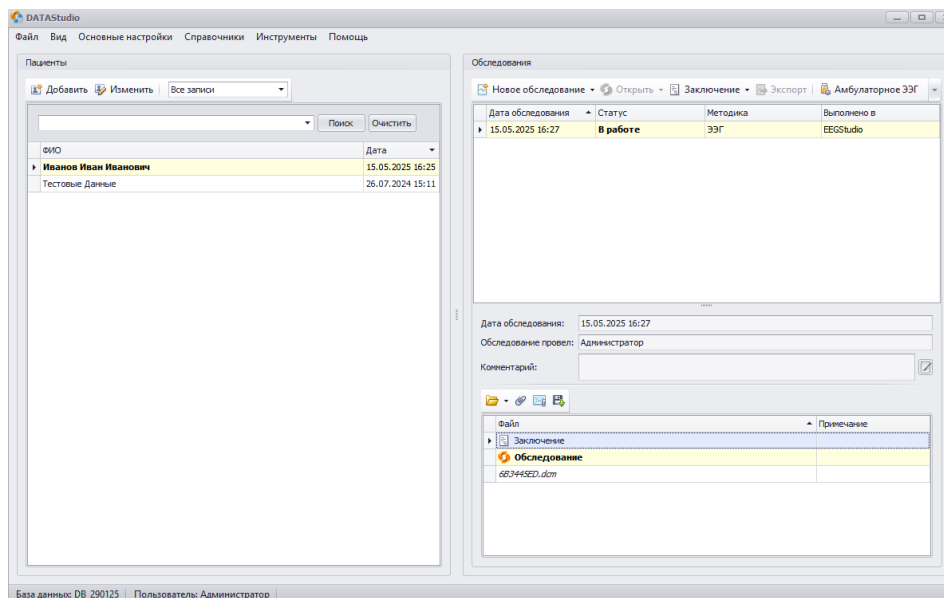 DATAStudio
Файл Вид Основные настройки Справочники Инструменты Помощь
Пациенты
Добавить Изменить Все записи
Поиск Очистить
ФИО Дата
Иванов Иван Иванович 15.05.2025 16:25
Тестовые Данные 26.07.2024 15:11
Обследования
Новое обследование Открыть Заключение Экспорт Амбулаторное ЭЭГ
Дата обследования Статус Методика Выполнено в
15.05.2025 16:27 В работе ЭЭГ EEGStudio
Дата обследования: 15.05.2025 16:27
Обследование провел: Администратор
Комментарий:
Файл Примечание
Заключение
Обследование
6B3445ED.dcm
База данных: DB_290125 Пользователь: Администратор